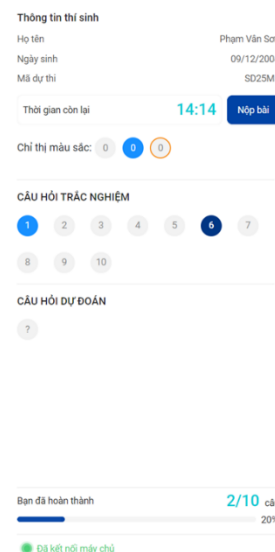 Thông tin thí sinh
Họ tên Phạm Văn
Ngày sinh 09/12/200
Mã dự thi SD25M
Thời gian còn lại 14:14 Nộp bài
Chỉ thị màu sắc: 0 0 0
CÂU HỎI TRẮC NGHIỆM
1 2 3 4 5 6 7
8 9 10
CÂU HỎI DỰ ĐOÁN
?
Bạn đã hoàn thành 2/10
20%
Đã kết nối máy chủ